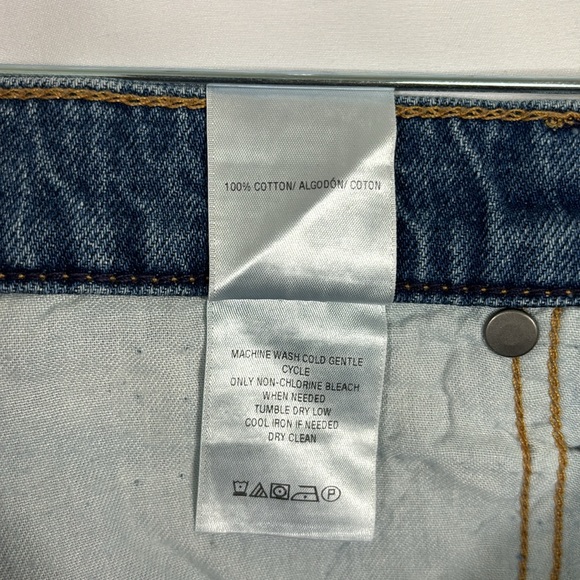 100% COTTON/ ALGODÓN/ COTON
MACHINE WASH COLD GENTLE
CYCLE
ONLY NON-CHLORINE BLEACH
WHEN NEEDED
TUMBLE DRY LOW
COOL IRON IF NEEDED
DRY CLEAN
P